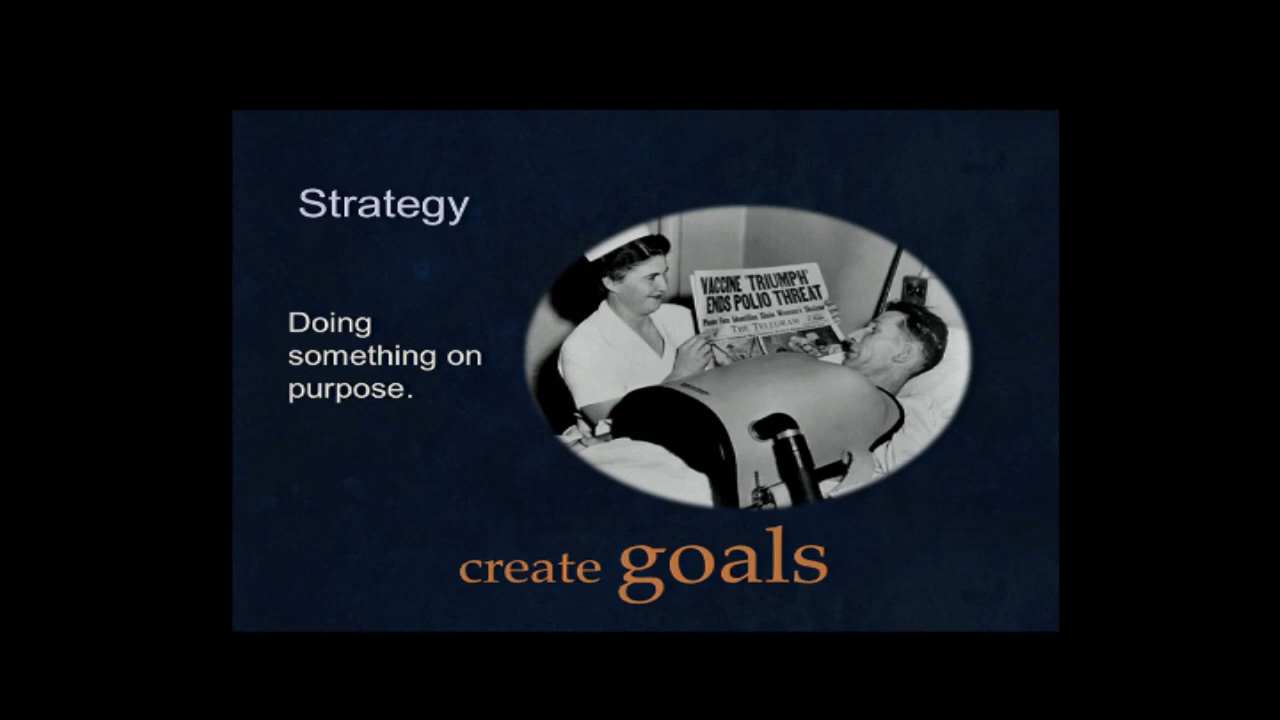 Strategy
Doing
something on
purpose.
VACCINE 'TRIUMPH'
ENDS POLIO THREAT
THE TELEGRAM
create goals